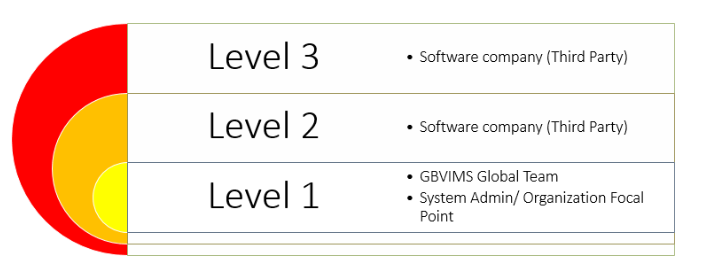 Level 3
• Software company (Third Party)
Level 2
• Software company (Third Party)
Level 1
• GBVIMS Global Team
• System Admin/ Organization Focal
Point